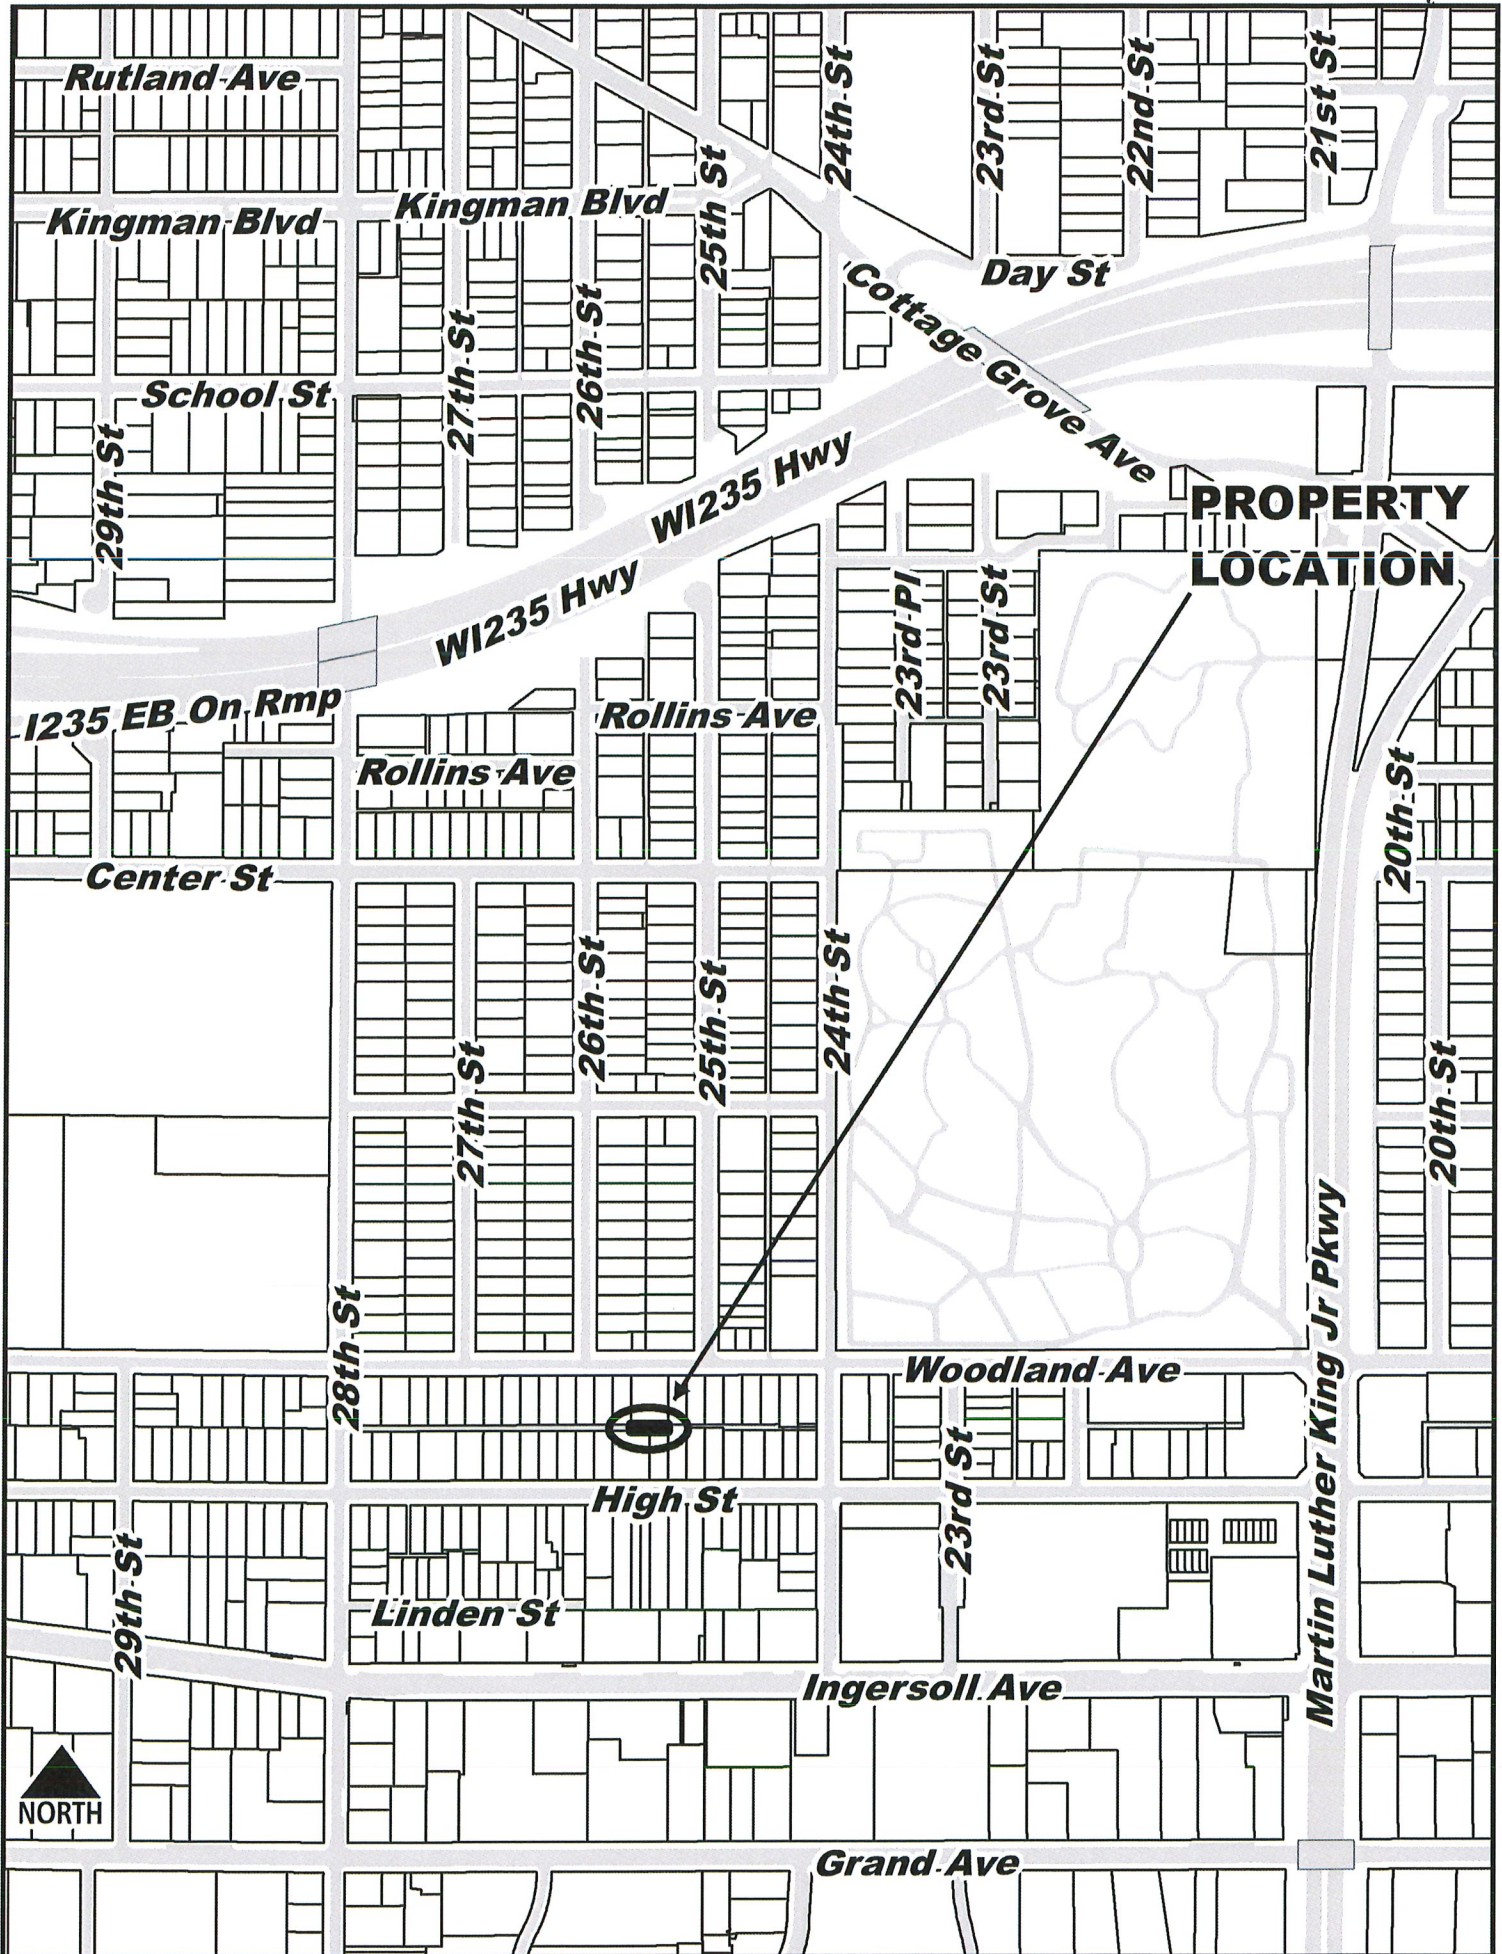 Rutland Ave
24th St
23rd St
22nd St
21st St
Kingman Blvd
Kingman Blvd
25th St
Day St
Cottage Grove Ave
27th St
26th St
School St
29th St
WI235 Hwy
WI235 Hwy
PROPERTY
LOCATION
23rd Pl
23rd St
I235 EB On Rmp
Rollins Ave
Rollins Ave
20th St
Center St
26th St
25th St
24th St
27th St
20th St
28th St
Woodland Ave
Martin Luther King Jr Pkwy
High St
23rd St
29th St
Linden St
Ingersoll Ave
NORTH
Grand Ave